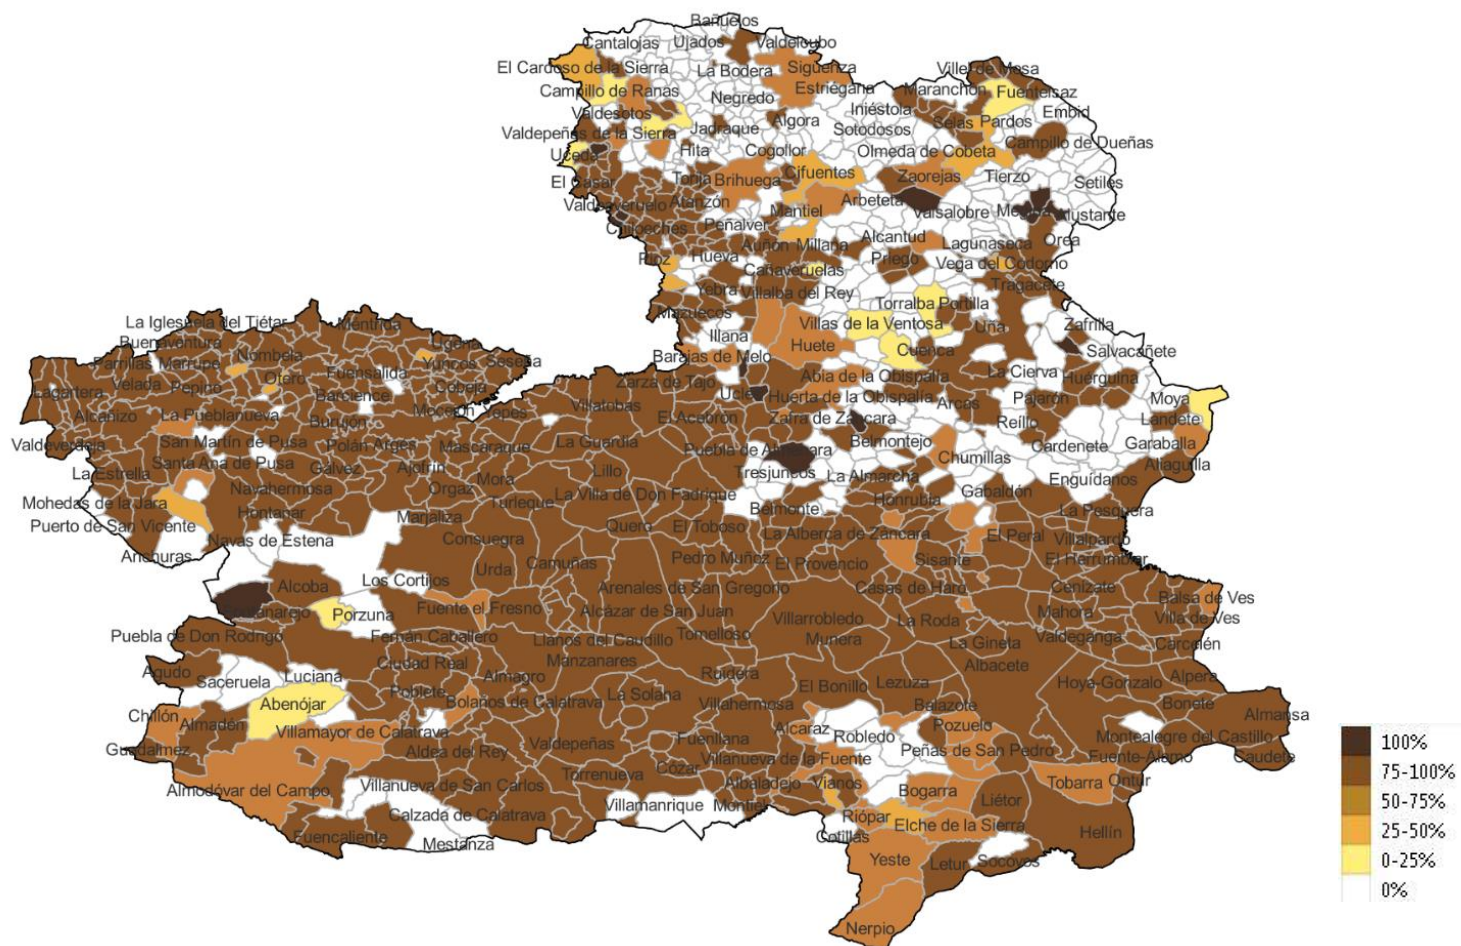 Bañuelos
Cantalojas
Ujados
Valdelcubo
El Cardoso de la Sierra
La Bodera
Sigüenza
Villel de Mesa
Campillo de Ranas
Estriégana
Maranchón
Fuentelsaz
Negredo
Iniéstola
Embid
Valdesotos
Algora
Selas
Pardos
Valdepeñas de la Sierra
Jadraque
Sotodosos
Campillo de Dueñas
Uceda
Hita
Cogollor
Olmeda de Cobeta
El Casar
Torija
Brihuega
Cifuentes
Zaorejas
Tierzo
Setiles
Valdeaveruelo
Atanzón
Mantiel
Arbeteta
Valsalobre
Chiloeches
Peñalver
Alcantud
Lagunaseca
Orea
Auñón
Millana
Pioz
Hueva
Cañaveruelas
Priego
Vega del Codorno
Yebra
Villalba del Rey
Tragacete
Mazuecos
Torralba
Portilla
La Iglesuela del Tiétar
Méntrida
Illana
Villas de la Ventosa
Uña
Zafrilla
Buenaventura
Ugena
Barajas de Melo
Huete
Cuenca
Salvacañete
Parrillas
Marrupe
Nombela
Yuncos
Seseña
La Cierva
Lagartera
Velada
Pepino
Otero
Fuensalida
Cobeja
Zarza de Tajo
Abia de la Obispalía
Huérguina
Barcience
Uclés
Huerta de la Obispalía
Pajarón
Moya
Alcañizo
La Pueblanueva
Burujón
Mocejón
Yepes
Villatobas
El Acebrón
Zafra de Záncara
Arcos
Reíllo
Landete
Valdeverdeja
San Martín de Pusa
Polán
Arges
Mascaraque
La Guardia
Puebla de Almenara
Belmontejo
Cardenete
Garaballa
La Estrella
Santa Ana de Pusa
Gálvez
Ajofrín
Mora
Lillo
Tresjuncos
La Almarcha
Chumillas
Enguídanos
Aliaguilla
Mohedas de la Jara
Navahermosa
Orgaz
Turleque
La Villa de Don Fadrique
Belmonte
Honrubia
Gabaldón
Puerto de San Vicente
Hontanar
Marjaliza
Quero
El Toboso
La Alberca de Záncara
La Pesquera
Anchuras
Navas de Estena
Consuegra
El Peral
Villalpardo
Urda
Camuñas
Pedro Muñoz
El Provencio
Sisante
El Herrumblar
Alcoba
Los Cortijos
Arenales de San Gregorio
Casas de Haro
Cenizate
Balsa de Ves
Porzuna
Fuente el Fresno
Alcázar de San Juan
Villarrobledo
La Roda
Mahora
Villa de Ves
Puebla de Don Rodrigo
Fernán Caballero
Llanos del Caudillo
Tomelloso
Munera
La Gineta
Valdeganga
Carcelén
Agudo
Ciudad Real
Manzanares
Ruidera
Albacete
Saceruela
Luciana
Almagro
El Bonillo
Lezuza
Hoya-Gonzalo
Alpera
Abenójar
Poblete
Bolaños de Calatrava
La Solana
Villahermosa
Balazote
Bonete
Chillón
Almadén
Villamayor de Calatrava
Alcaraz
Robledo
Pozuelo
Almansa
Guadalmez
Aldea del Rey
Valdepeñas
Fuenllana
Peñas de San Pedro
Montealegre del Castillo
Fuente-Álamo
Caudete
Almodóvar del Campo
Villanueva de San Carlos
Torrenueva
Cózar
Villanueva de la Fuente
Albaladejo
Vianos
Bogarra
Tobarra
Ontur
Calzada de Calatrava
Villamanrique
Montiel
Riópar
Liétor
Fuencaliente
Mestanza
Cotillas
Elche de la Sierra
Hellín
Yeste
Letur
Socovos
Nerpio
100%
75-100%
50-75%
25-50%
0-25%
0%